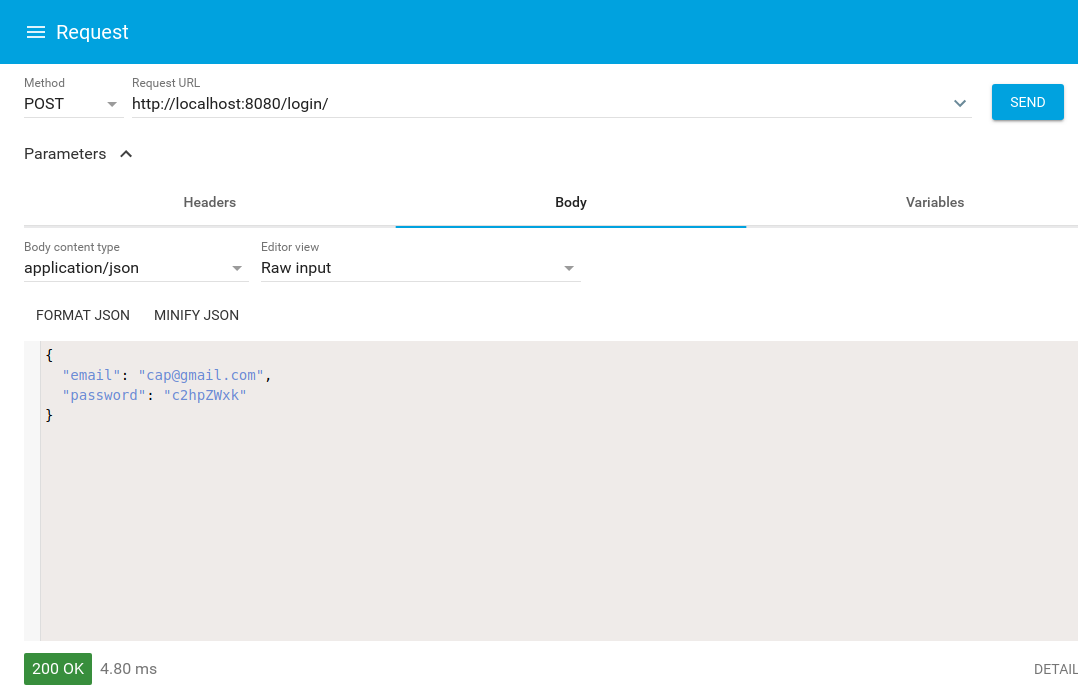 Request
Method
POST
Request URL
http://localhost:8080/login/
SEND
Parameters
Headers Body Variables
Body content type
application/json
Editor view
Raw input
FORMAT JSON MINIFY JSON
{
"email": "cap@gmail.com",
"password": "c2hpZWxk"
}
200 OK 4.80 ms DETAIL